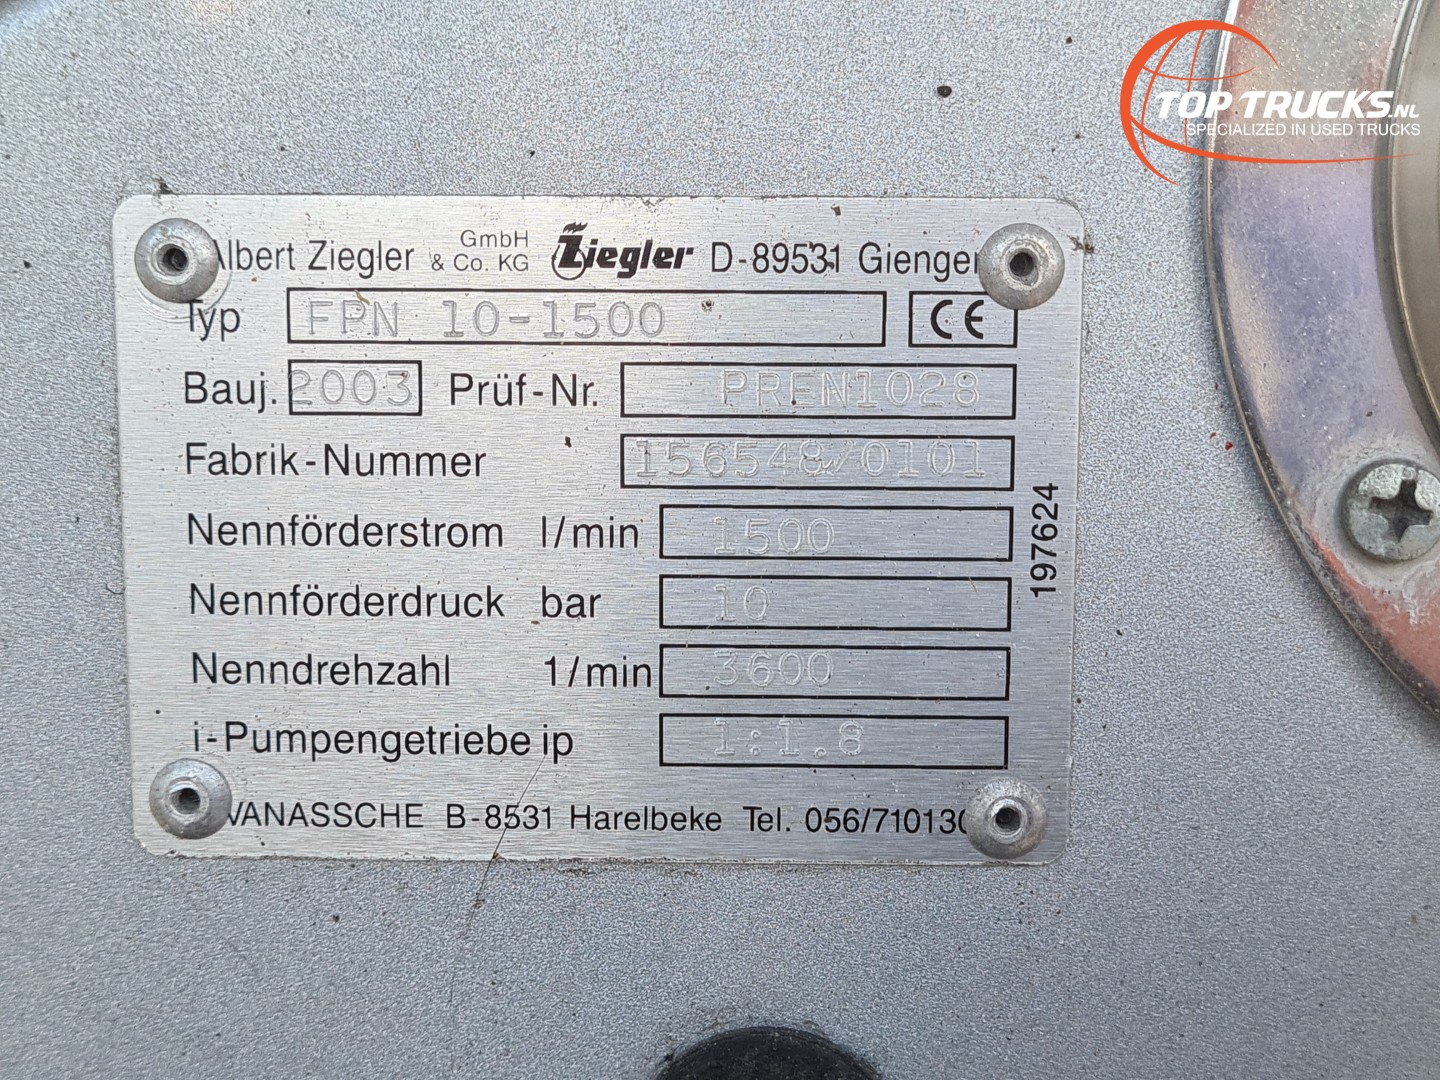 TOP TRUCKS.NL
SPECIALIZED IN USED TRUCKS
Albert Ziegler GmbH & Co. KG Ziegler D-89531 Giengen
Typ FPN 10-1500 CE
Bauj. 2003 Prüf-Nr. PREN1028
Fabrik-Nummer 156548/0101
Nennförderstrom l/min 1500
Nennförderdruck bar 10
Nenndrehzahl 1/min 3600
i-Pumpengetriebe ip 1:1.8
VANASSCHE B-8531 Harelbeke Tel. 056/710130
197624